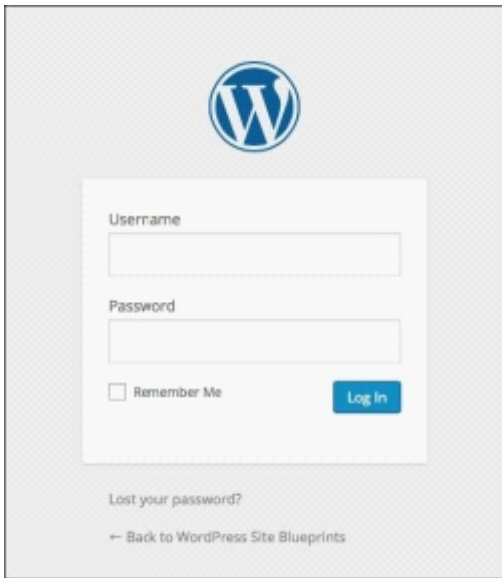 Username
Password
Remember Me
Log In
Lost your password?
← Back to WordPress Site Blueprints